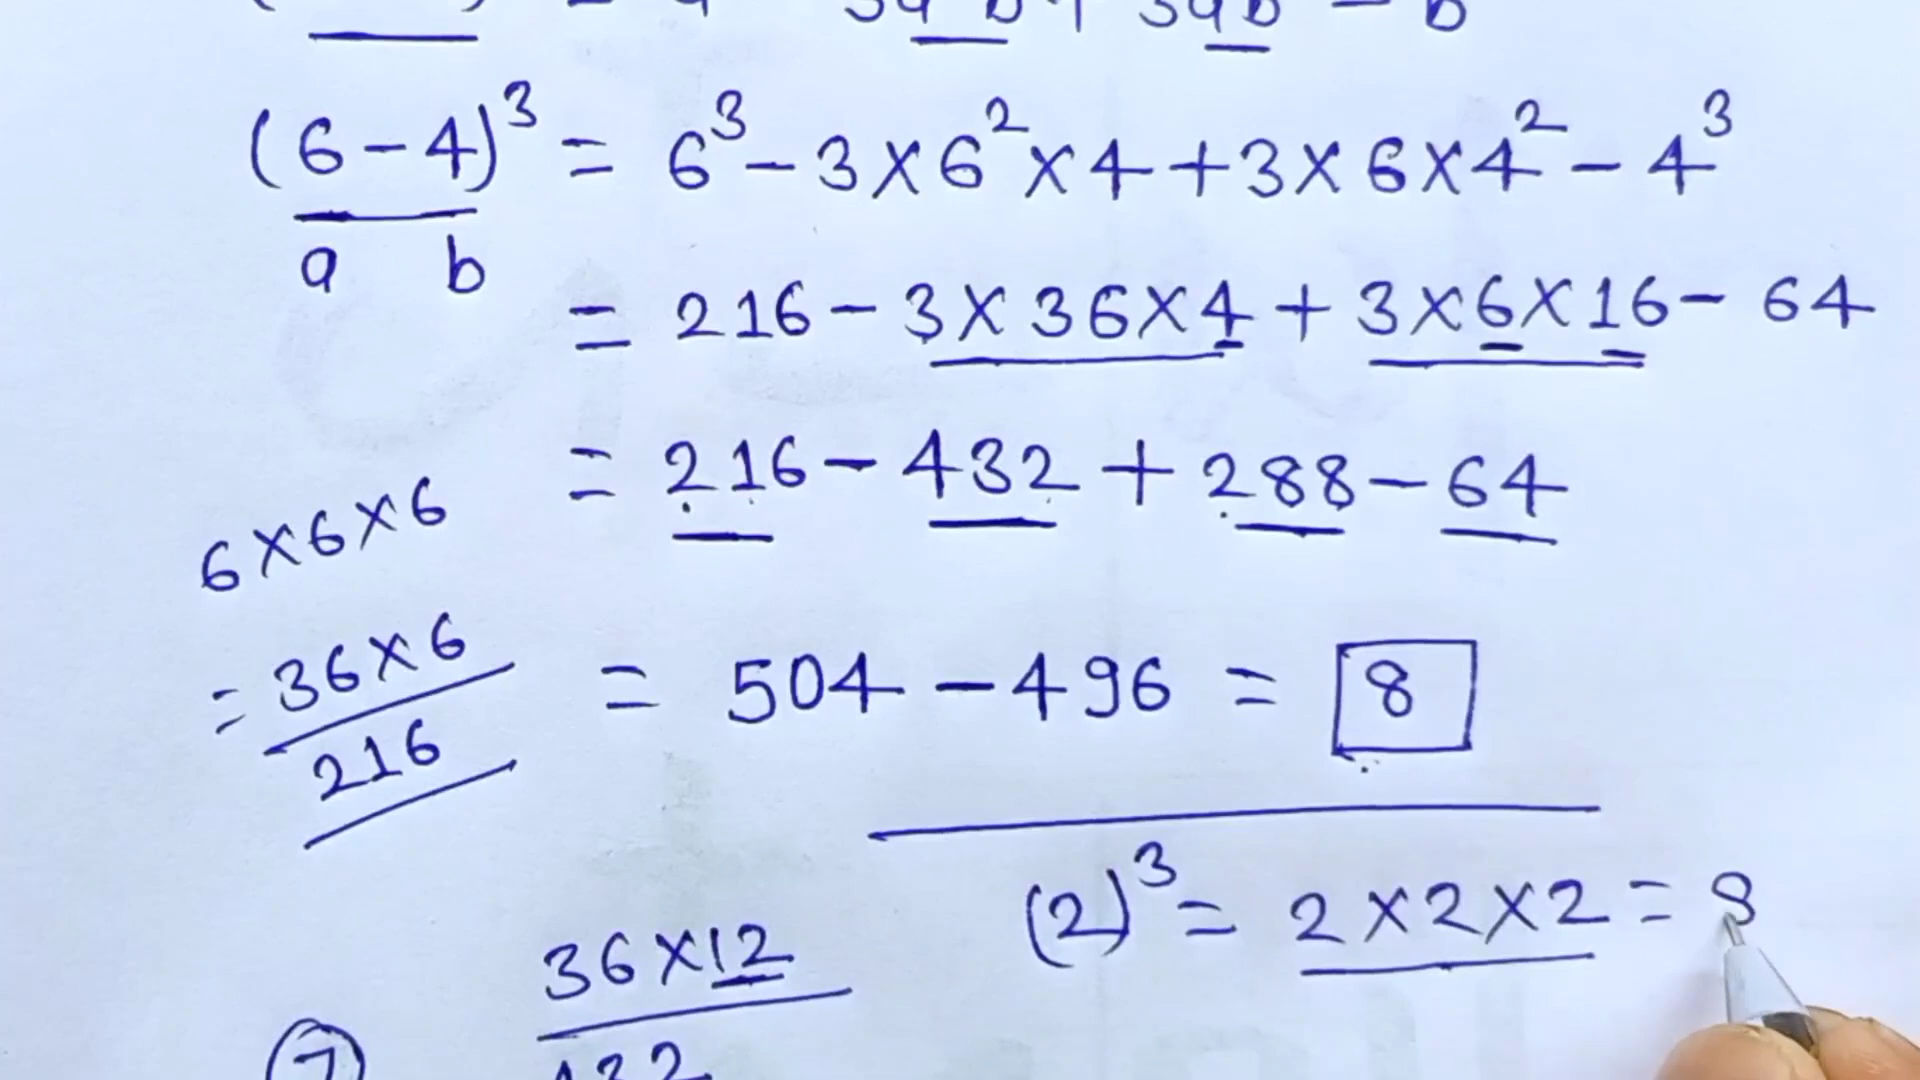 (6-4)³ = 6³ - 3×6²×4 + 3×6×4² - 4³
a b
= 216 - 3×36×4 + 3×6×16 - 64
= 216 - 432 + 288 - 64
6×6×6
= 36×6
216
= 504 - 496 = 8
(2)³ = 2×2×2 = 8
36×12
432
7